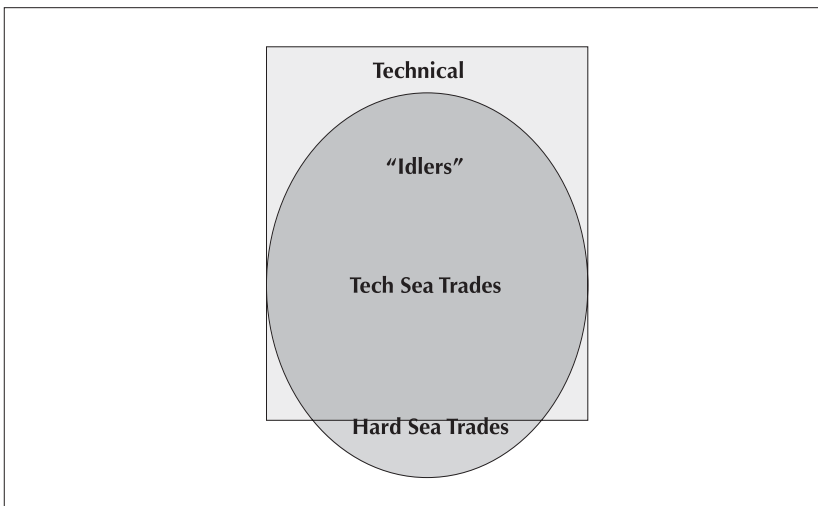 Technical
“Idlers”
Tech Sea Trades
Hard Sea Trades